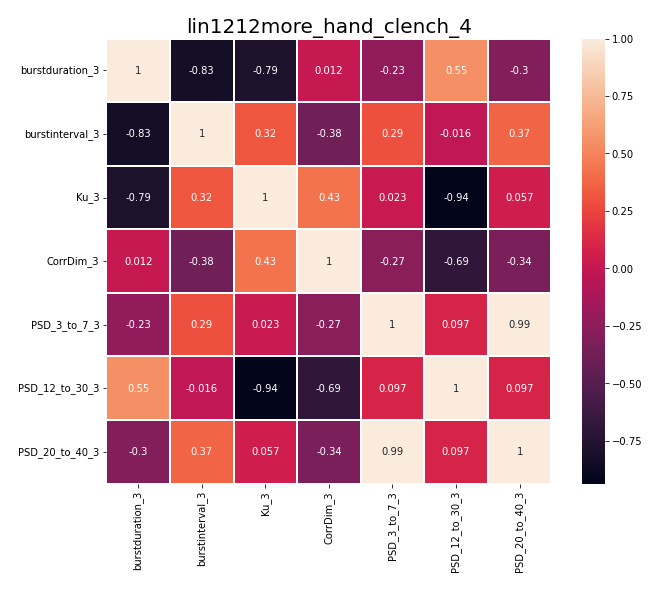 lin1212more_hand_clench_4
burstduration_3 1 -0.83 -0.79 0.012 -0.23 0.55 -0.3
burstinterval_3 -0.83 1 0.32 -0.38 0.29 -0.016 0.37
Ku_3 -0.79 0.32 1 0.43 0.023 -0.94 0.057
CorrDim_3 0.012 -0.38 0.43 1 -0.27 -0.69 -0.34
PSD_3_to_7_3 -0.23 0.29 0.023 -0.27 1 0.097 0.99
PSD_12_to_30_3 0.55 -0.016 -0.94 -0.69 0.097 1 0.097
PSD_20_to_40_3 -0.3 0.37 0.057 -0.34 0.99 0.097 1
burstduration_3
burstinterval_3
Ku_3
CorrDim_3
PSD_3_to_7_3
PSD_12_to_30_3
PSD_20_to_40_3
1.00
0.75
0.50
0.25
0.00
−0.25
−0.50
−0.75